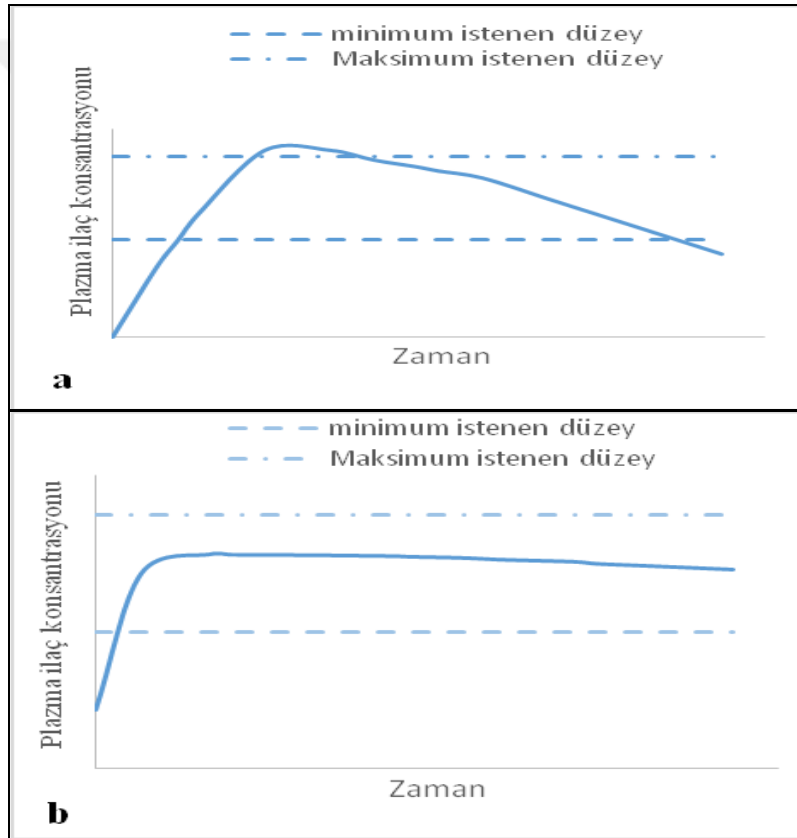 minimum istenen düzey
Maksimum istenen düzey
Plazma ilaç konsantrasyonu
Zaman
a
minimum istenen düzey
Maksimum istenen düzey
Plazma ilaç konsantrasyonu
Zaman
b